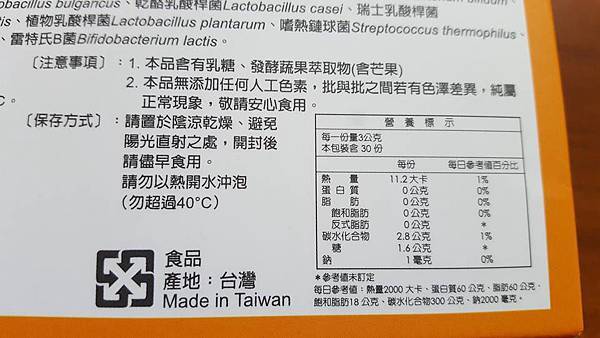 bacillus bulgaricus、乾酪乳酸桿菌Lactobacillus casei、瑞士乳酸桿菌
tis、植物乳酸桿菌Lactobacillus plantarum、嗜熱鏈球菌Streptococcus thermophilus、
、雷特氏B菌Bifidobacterium lactis。
〔注意事項〕：1. 本品含有乳糖、發酵蔬果萃取物(含芒果)
2. 本品無添加任何人工色素，批與批之間若有色澤差異，純屬
正常現象，敬請安心食用。
C。
〔保存方式〕：請置於陰涼乾燥、避免
陽光直射之處，開封後
請儘早食用。
請勿以熱開水沖泡
(勿超過40°C)
食品
產地：台灣
Made in Taiwan
營養標示
每一份量3公克
本包裝含 30份
每份 每日參考值百分比
熱量 11.2 大卡 1%
蛋白質 0 公克 0%
脂肪 0 公克 0%
飽和脂肪 0 公克 0%
反式脂肪 0 公克 *
碳水化合物 2.8 公克 1%
糖 1.6 公克 *
鈉 1 毫克 0%
*參考值未訂定
每日參考值：熱量2000 大卡、蛋白質60 公克、脂肪60 公克、
飽和脂肪18 公克、碳水化合物300 公克、鈉2000 毫克。